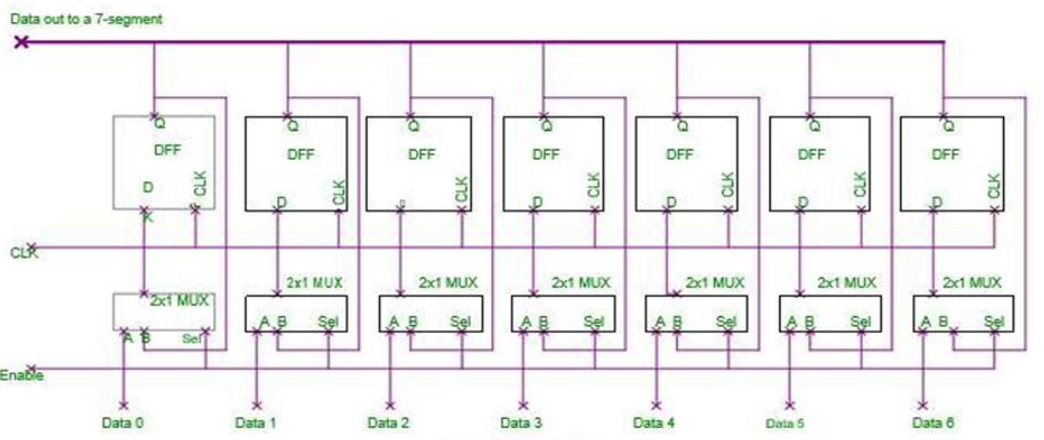 Data out to a 7-segment
Q Q Q Q Q Q Q
DFF DFF DFF DFF DFF DFF DFF
D CLK D CLK CLK D CLK D CLK D CLK D CLK
CLK
2x1 MUX 2x1 MUX 2x1 MUX 2x1 MUX 2x1 MUX 2x1 MUX 2x1 MUX
A B Sel A B Sel A B Sel A B Sel A B Sel A B Sel A B Sel
Enable
Data 0 Data 1 Data 2 Data 3 Data 4 Data 5 Data 6